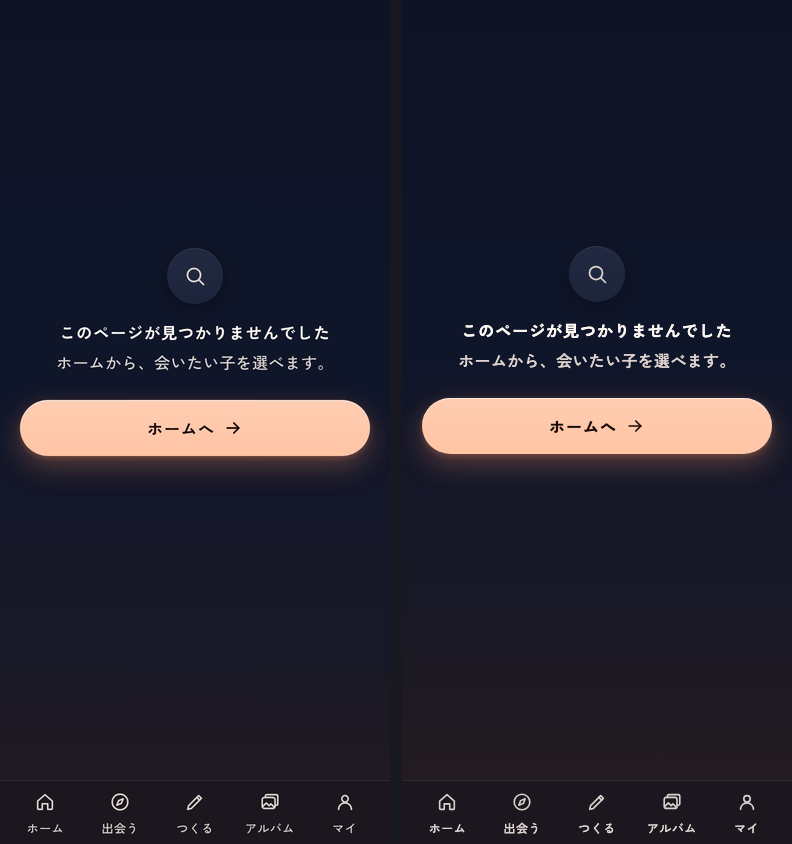 このページが見つかりませんでした
ホームから、会いたい子を選べます。
ホームへ
ホーム 出会う つくる アルバム マイ
このページが見つかりませんでした
ホームから、会いたい子を選べます。
ホームへ
ホーム 出会う つくる アルバム マイ